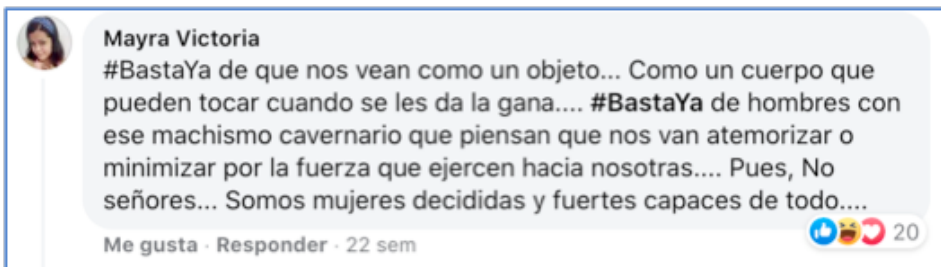 Mayra Victoria
#BastaYa de que nos vean como un objeto... Como un cuerpo que
pueden tocar cuando se les da la gana.... #BastaYa de hombres con
ese machismo cavernario que piensan que nos van atemorizar o
minimizar por la fuerza que ejercen hacia nosotras.... Pues, No
señores... Somos mujeres decididas y fuertes capaces de todo....
Me gusta · Responder · 22 sem
20